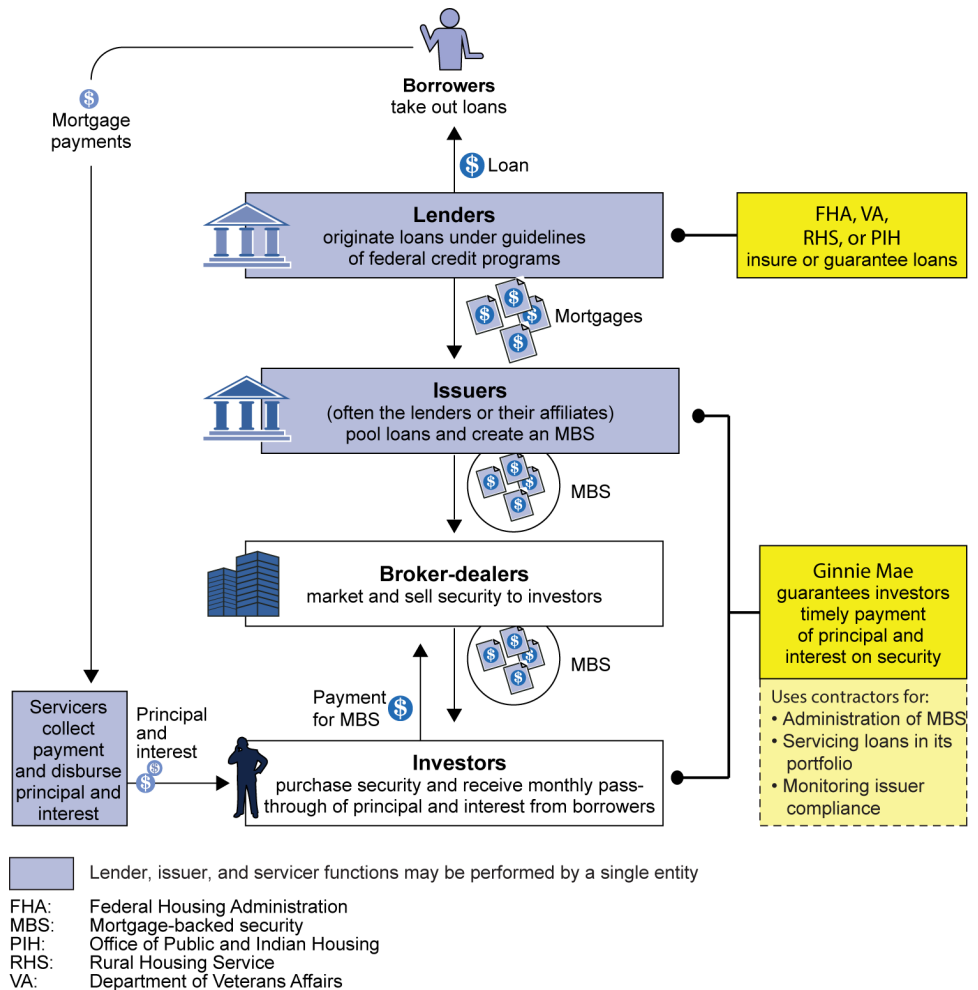 Borrowers
take out loans
Mortgage
payments
Loan
Lenders
originate loans under guidelines
of federal credit programs
FHA, VA,
RHS, or PIH
insure or guarantee loans
Mortgages
Issuers
(often the lenders or their affiliates)
pool loans and create an MBS
MBS
Broker-dealers
market and sell security to investors
Ginnie Mae
guarantees investors
timely payment
of principal and
interest on security
MBS
Payment
for MBS
Uses contractors for:
• Administration of MBS
• Servicing loans in its
portfolio
• Monitoring issuer
compliance
Servicers
collect
payment
and disburse
principal and
interest
Principal
and
interest
Investors
purchase security and receive monthly pass-
through of principal and interest from borrowers
Lender, issuer, and servicer functions may be performed by a single entity
FHA: Federal Housing Administration
MBS: Mortgage-backed security
PIH: Office of Public and Indian Housing
RHS: Rural Housing Service
VA: Department of Veterans Affairs